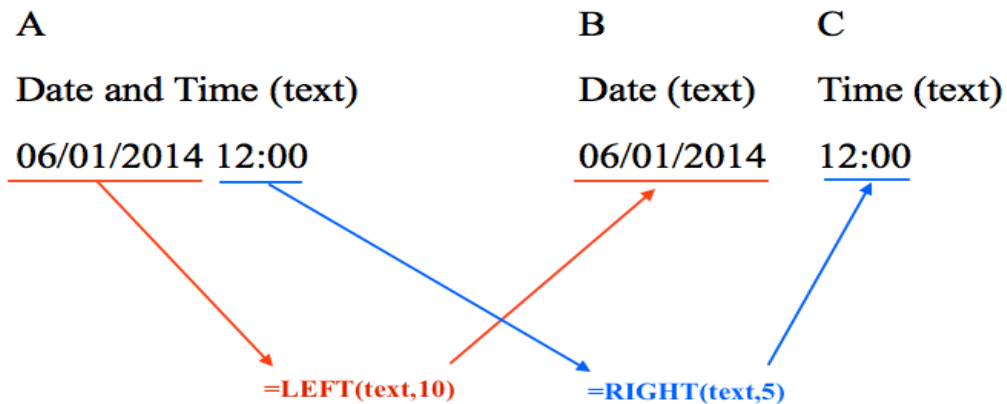 A B C
Date and Time (text) Date (text) Time (text)
06/01/2014 12:00 06/01/2014 12:00
=LEFT(text,10) =RIGHT(text,5)